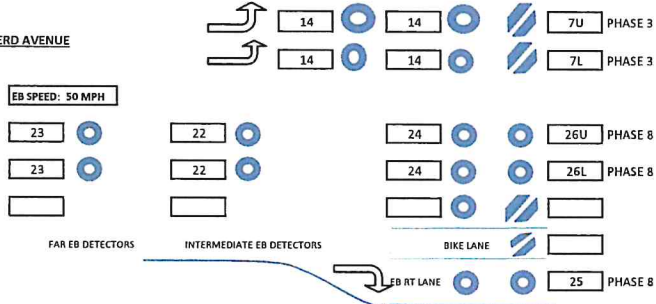 14 14 7U PHASE 3
ERD AVENUE
14 14 7L PHASE 3
EB SPEED: 50 MPH
23 22 24 26U PHASE 8
23 22 24 26L PHASE 8
FAR EB DETECTORS INTERMEDIATE EB DETECTORS BIKE LANE
EB RT LANE 25 PHASE 8